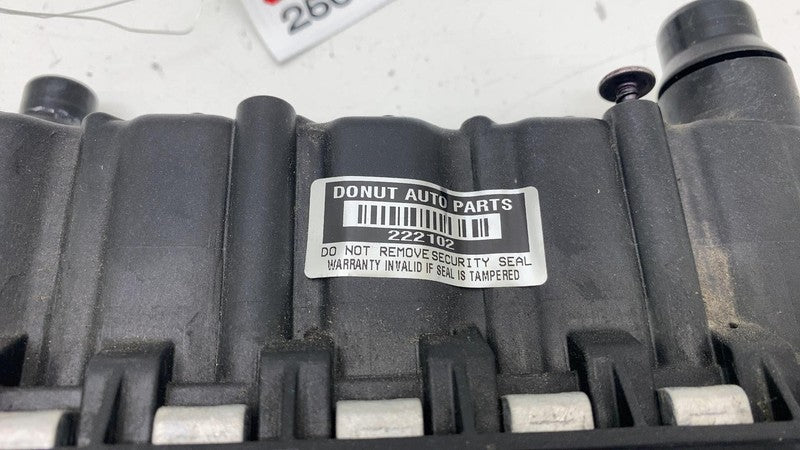 DONUT AUTO PARTS
222102
DO NOT REMOVE SECURITY SEAL
WARRANTY INVALID IF SEAL IS TAMPERED